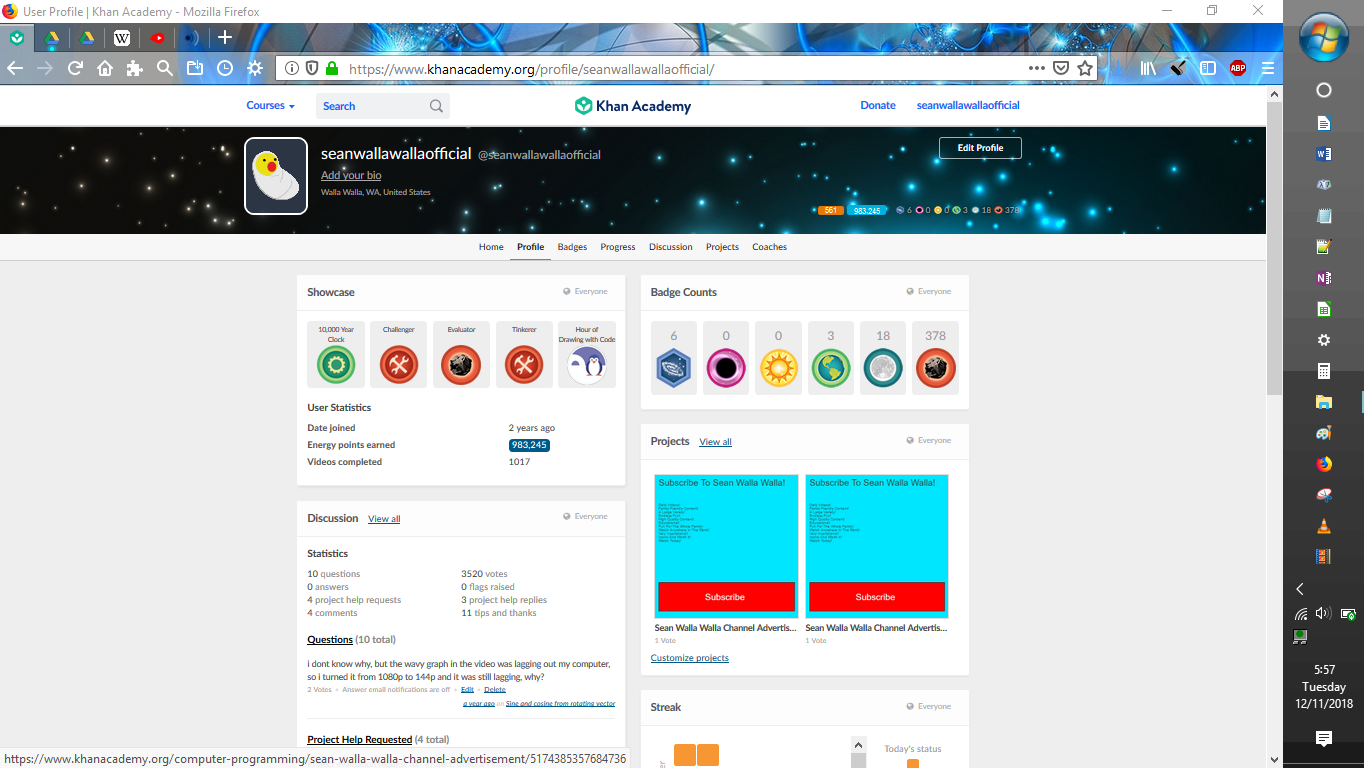 User Profile | Khan Academy - Mozilla Firefox
https://www.khanacademy.org/profile/seanwallawallaofficial/
ABP
Courses
Search
Khan Academy
Donate
seanwallawallaofficial
seanwallawallaofficial @seanwallawallaofficial
Edit Profile
Add your bio
Walla Walla, WA, United States
561 983,245 6 0 0 3 18 378
Home Profile Badges Progress Discussion Projects Coaches
Showcase
Everyone
10,000 Year Clock
Challenger
Evaluator
Tinkerer
Hour of Drawing with Code
User Statistics
Date joined 2 years ago
Energy points earned 983,245
Videos completed 1017
Badge Counts
Everyone
6 0 0 3 18 378
Projects View all
Everyone
Subscribe To Sean Walla Walla!
Subscribe
Sean Walla Walla Channel Advertis...
1 Vote
Subscribe To Sean Walla Walla!
Subscribe
Sean Walla Walla Channel Advertis...
1 Vote
Customize projects
Discussion View all
Everyone
Statistics
10 questions 3520 votes
0 answers 0 flags raised
4 project help requests 3 project help replies
4 comments 11 tips and thanks
Questions (10 total)
i dont know why, but the wavy graph in the video was lagging out my computer,
so i turned it from 1080p to 144p and it was still lagging, why?
2 Votes • Answer email notifications are off • Edit • Delete
a year ago on Sine and cosine from rotating vector
Project Help Requested (4 total)
Streak
Everyone
Today's status
https://www.khanacademy.org/computer-programming/sean-walla-walla-channel-advertisement/5174385357684736
5:57
Tuesday
12/11/2018